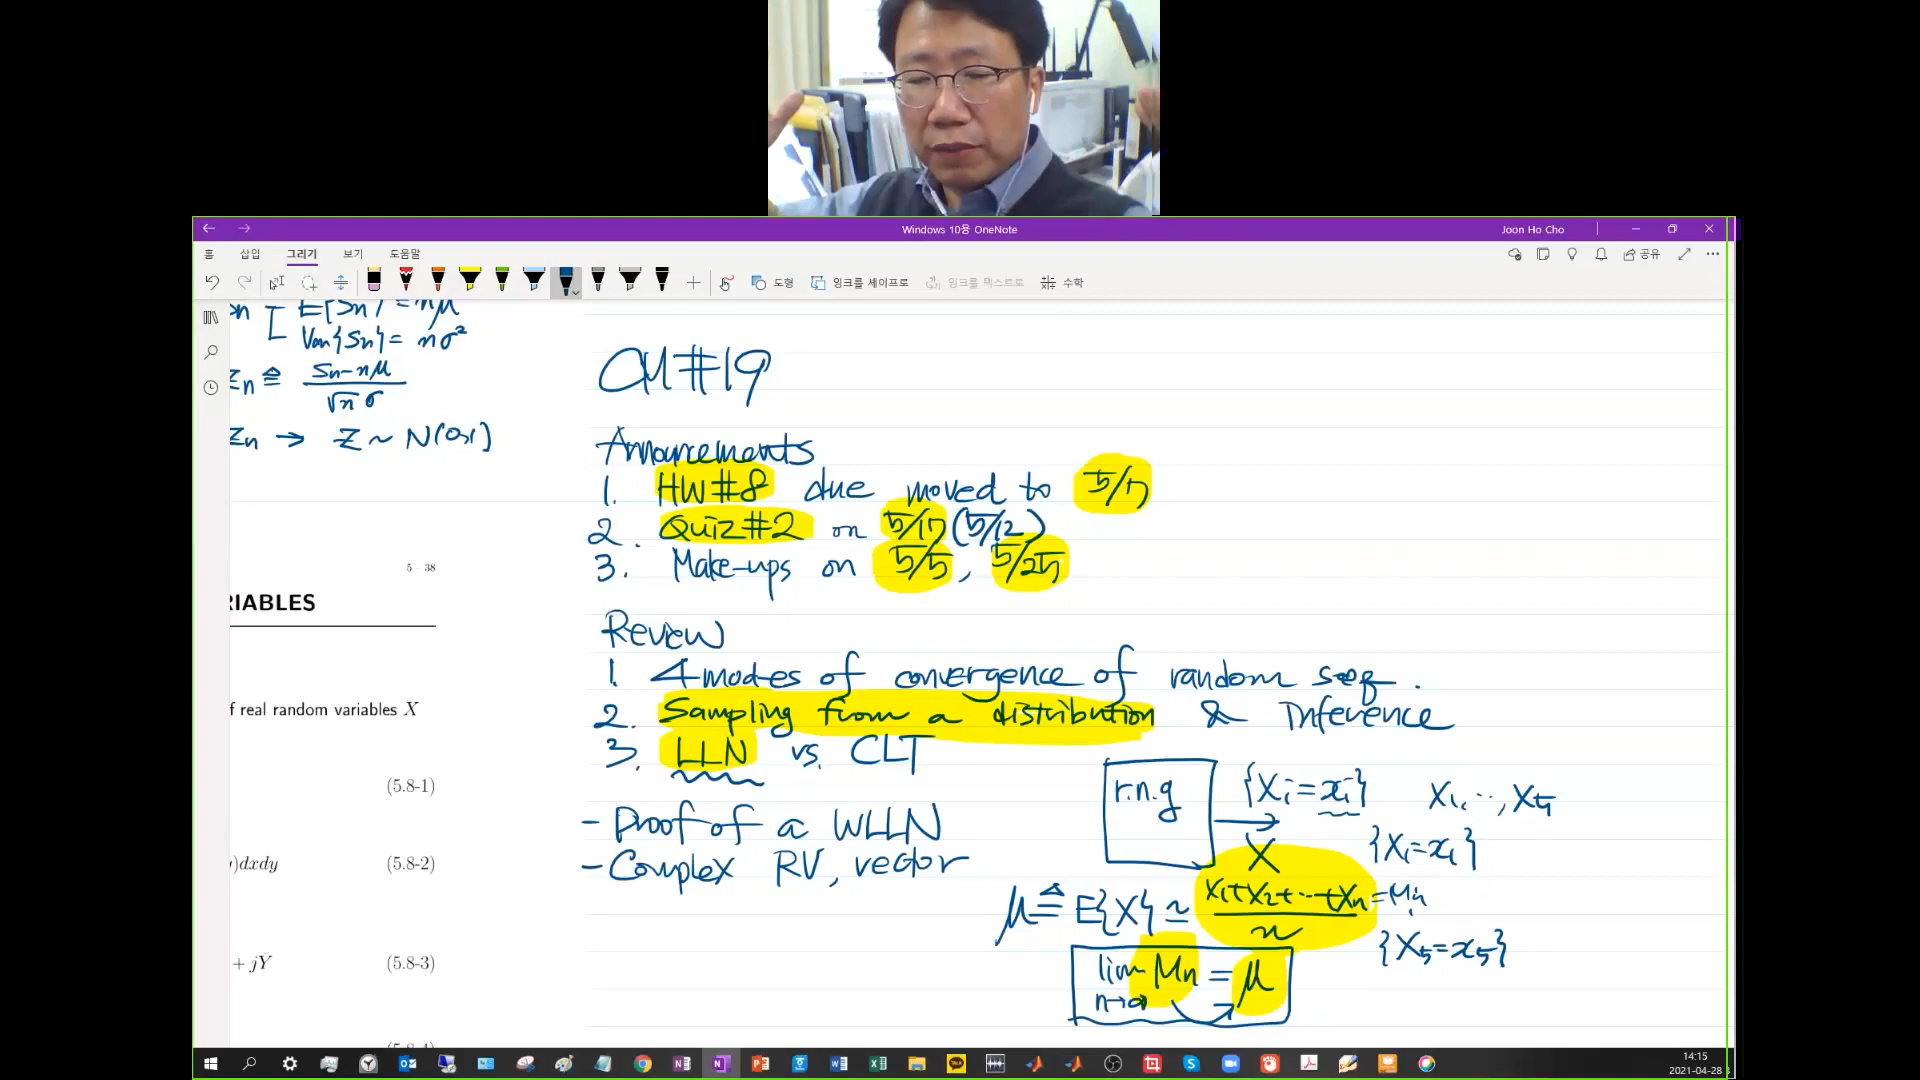 Windows 10용 OneNote
Joon Ho Cho
홈 삽입 그리기 보기 도움말
공유
도형 잉크를 셰이프로 잉크를 텍스트로 수학
E[Sn] = nμ
Var{Sn} = nσ²
Zn ≜ Sn-nμ / √n σ
Zn → Z ~ N(0,1)
5 38
RIABLES
f real random variables X
(5.8-1)
)dxdy (5.8-2)
+ jY (5.8-3)
CM#19
Announcements
1. HW#8 due moved to 5/17
2. Quiz#2 on 5/17 (5/12)
3. Make-ups on 5/5, 5/25
Review
1. 4 modes of convergence of random seq.
2. Sampling from a distribution & Inference
3. LLN vs. CLT
- Proof of a WLLN
- Complex RV, vector
r.n.g {Xi=xi} X1,...,X5
X {X1=x1}
μ ≜ E{X} ≃ X1+X2+...+Xn / n = Mn
{X5=x5}
lim n→∞ Mn = μ
14:15
2021-04-28